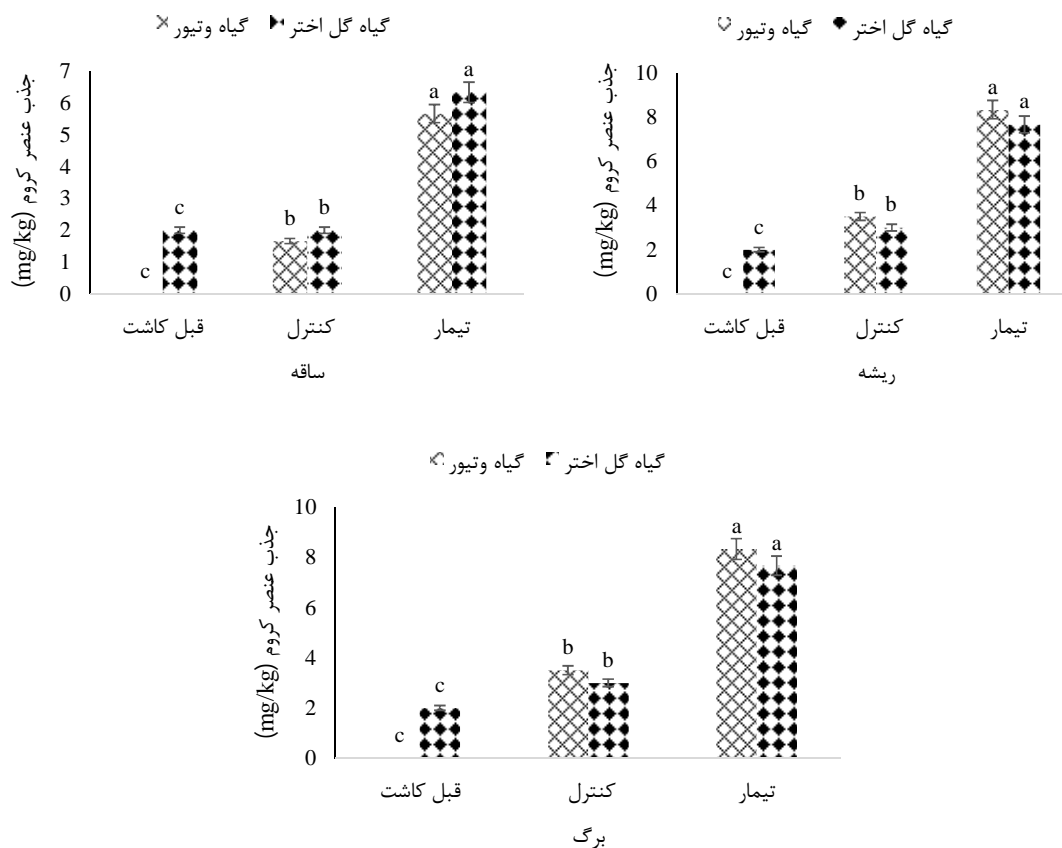 گیاه گل اختر گیاه وتیور
جذب عنصر کروم (mg/kg)
7
6
5
4
3
2
1
0
c c b b a a
قبل کاشت کنترل تیمار
ساقه
گیاه گل اختر گیاه وتیور
جذب عنصر کروم (mg/kg)
10
8
6
4
2
0
c c b b a a
قبل کاشت کنترل تیمار
ریشه
گیاه گل اختر گیاه وتیور
جذب عنصر کروم (mg/kg)
10
8
6
4
2
0
c c b b a a
قبل کاشت کنترل تیمار
برگ